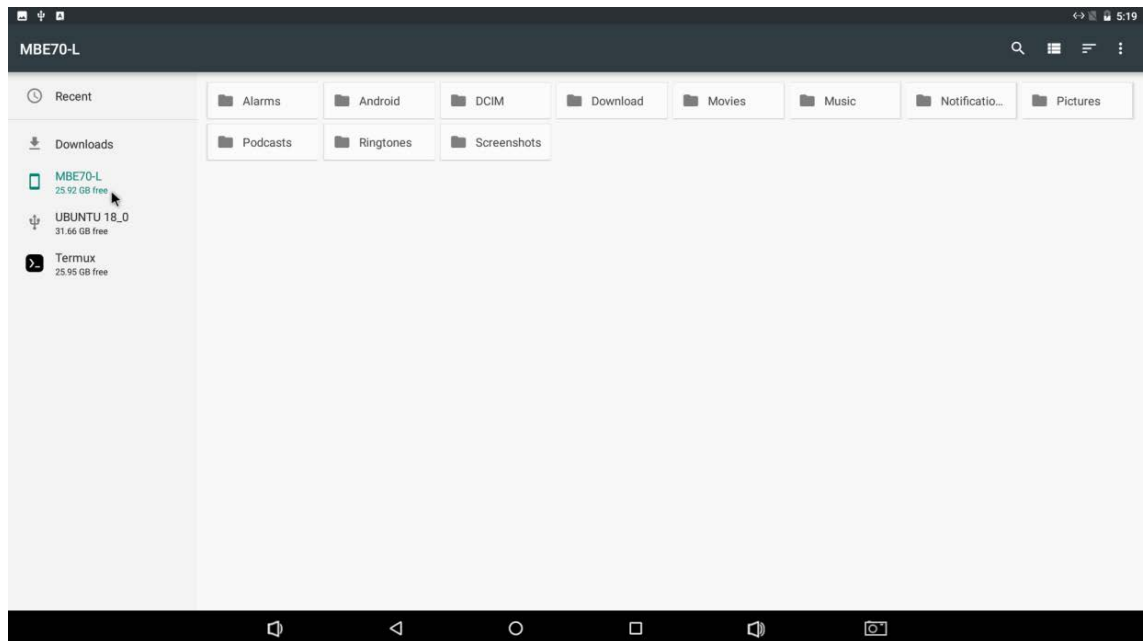 5:19
MBE70-L
Recent
Alarms
Android
DCIM
Download
Movies
Music
Notificatio...
Pictures
Downloads
Podcasts
Ringtones
Screenshots
MBE70-L
25.92 GB free
UBUNTU 18_0
31.66 GB free
Termux
25.95 GB free